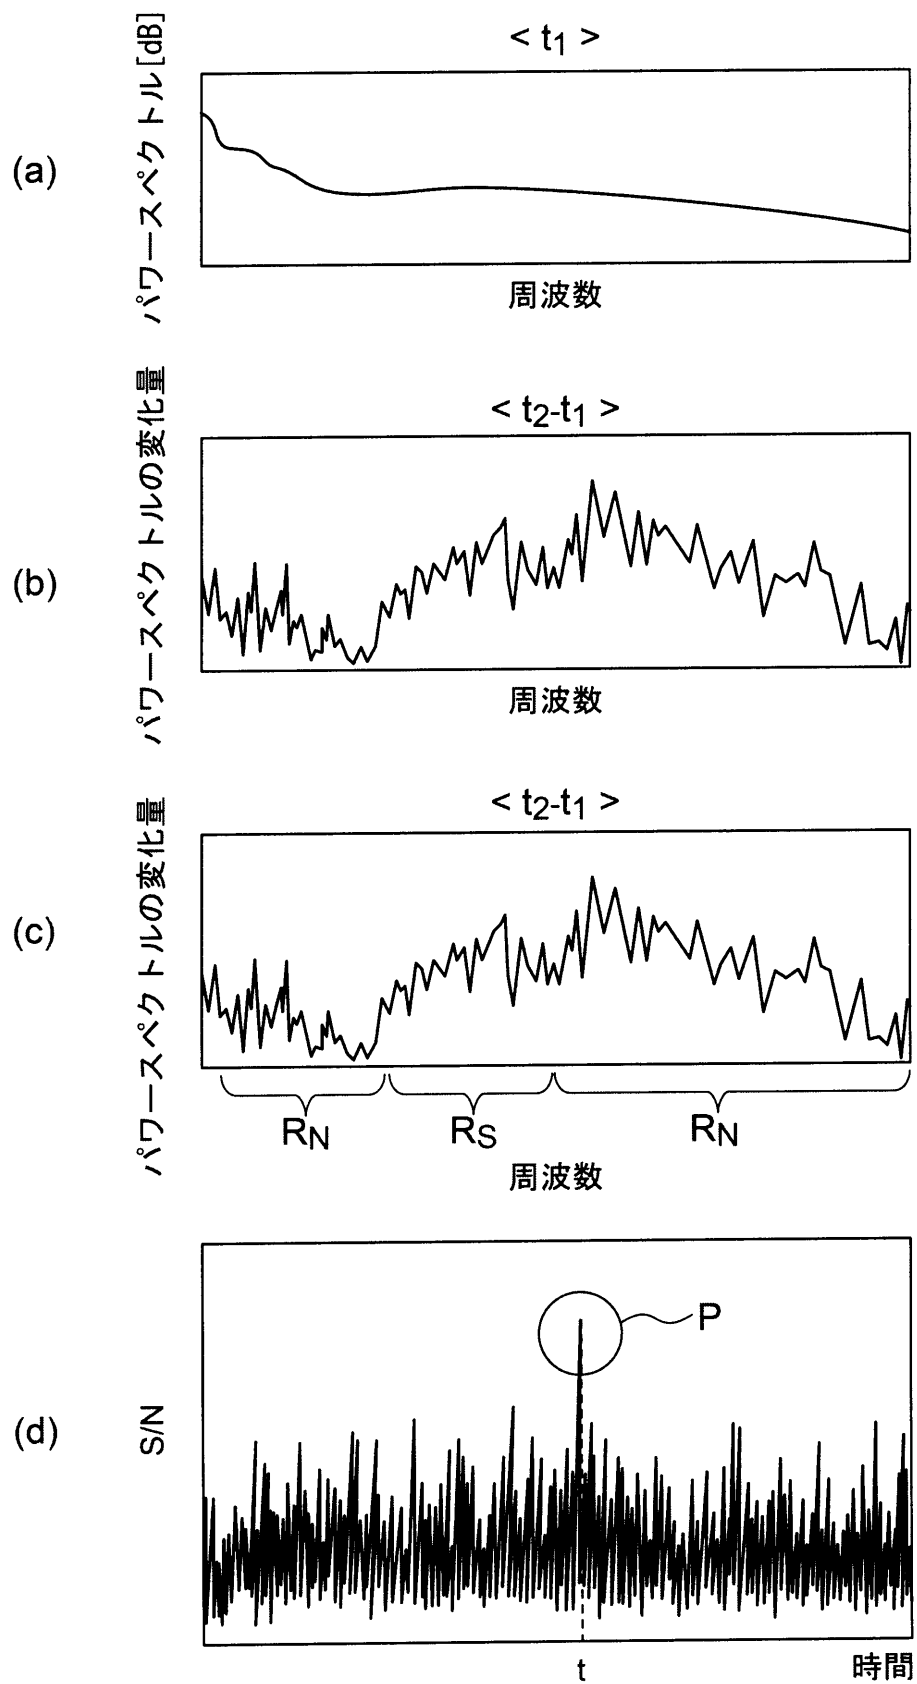 (a)
パワースペクトル[dB]
< t1 >
周波数
(b)
パワースペクトルの変化量
< t2-t1 >
周波数
(c)
パワースペクトルの変化量
< t2-t1 >
RN RS RN
周波数
(d)
S/N
P
t 時間